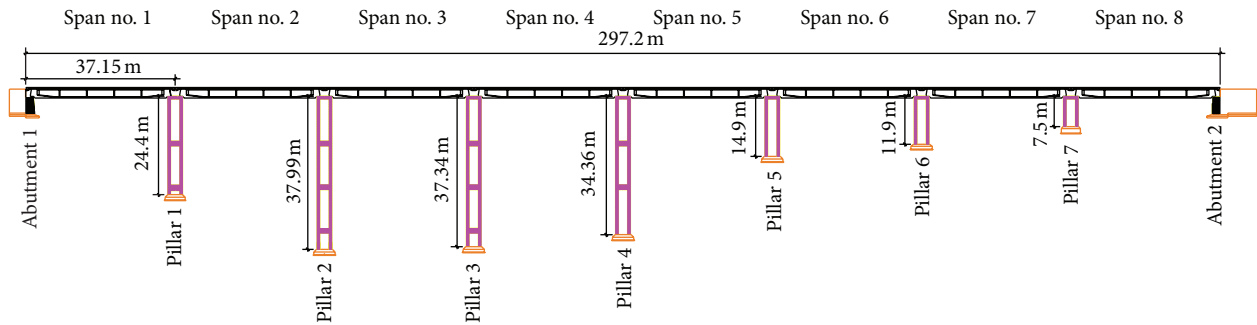 Span no. 1
Span no. 2
Span no. 3
Span no. 4
Span no. 5
Span no. 6
Span no. 7
Span no. 8
297.2 m
37.15 m
Abutment 1
24.4 m
Pillar 1
37.99 m
Pillar 2
37.34 m
Pillar 3
34.36 m
Pillar 4
14.9 m
Pillar 5
11.9 m
Pillar 6
7.5 m
Pillar 7
Abutment 2